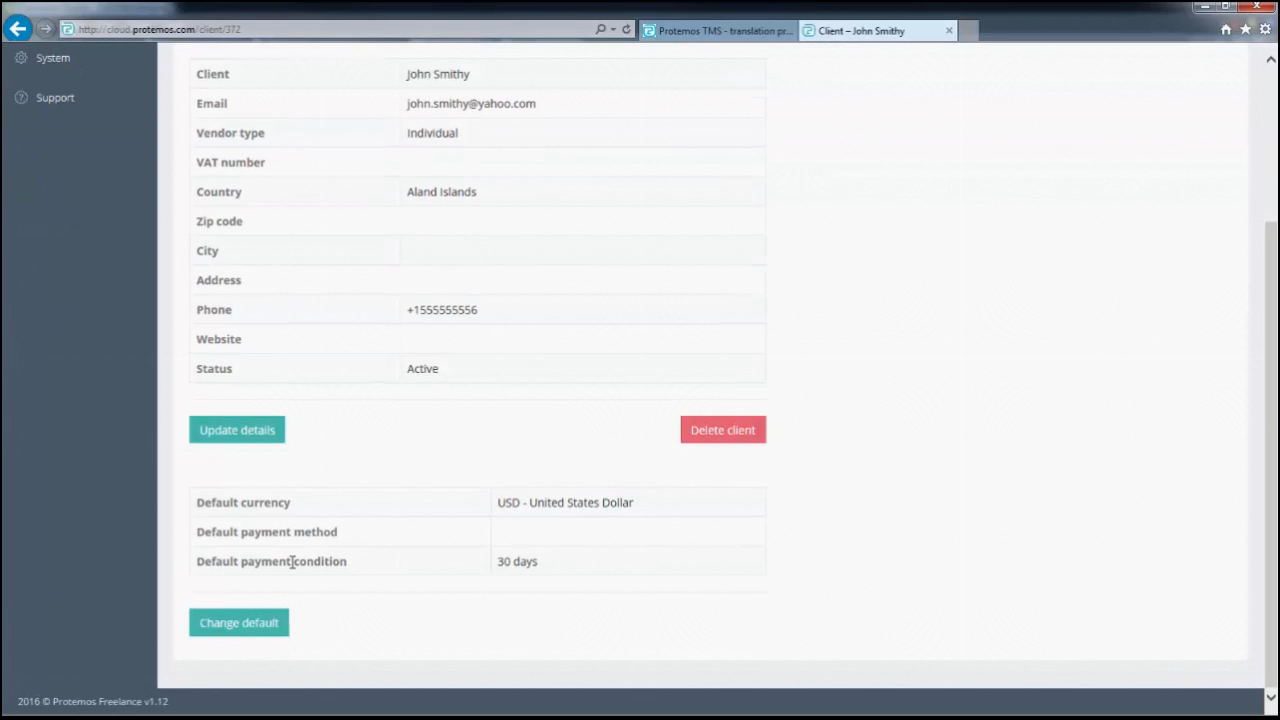 http://cloud.protemos.com/client/372
Protemos TMS - translation pr...
Client – John Smithy
System
Support
Client John Smithy
Email john.smithy@yahoo.com
Vendor type Individual
VAT number
Country Aland Islands
Zip code
City
Address
Phone +1555555556
Website
Status Active
Update details Delete client
Default currency USD - United States Dollar
Default payment method
Default payment condition 30 days
Change default
2016 © Protemos Freelance v1.12